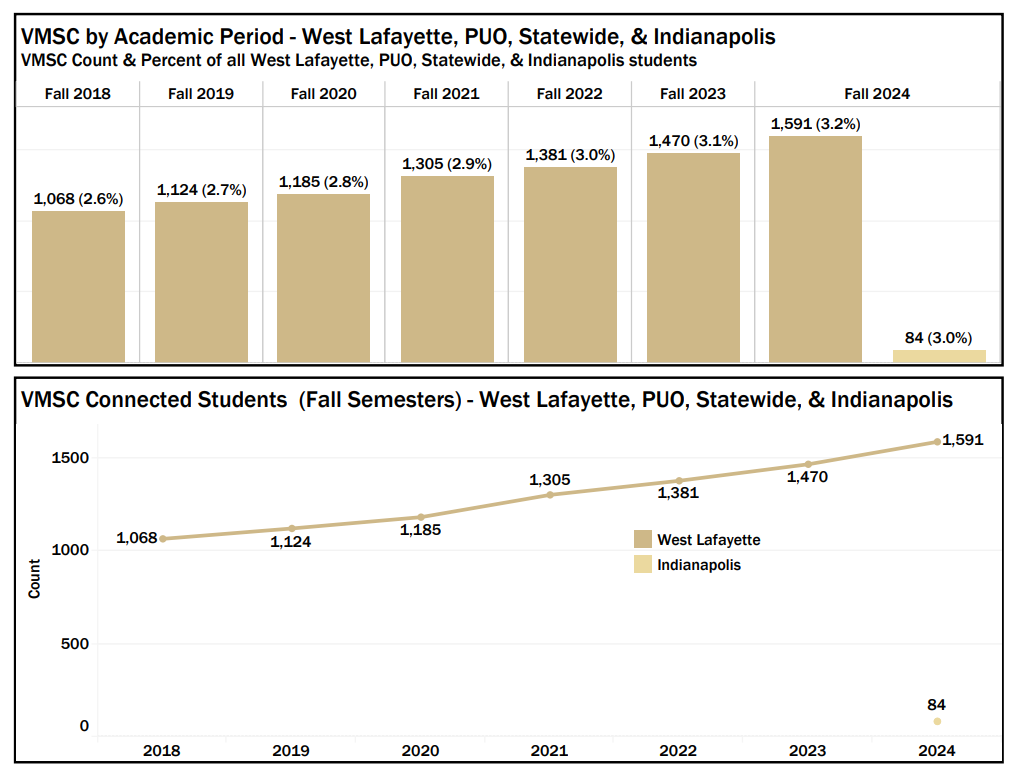 VMSC by Academic Period - West Lafayette, PUO, Statewide, & Indianapolis
VMSC Count & Percent of all West Lafayette, PUO, Statewide, & Indianapolis students
Fall 2018 Fall 2019 Fall 2020 Fall 2021 Fall 2022 Fall 2023 Fall 2024
1,068 (2.6%) 1,124 (2.7%) 1,185 (2.8%) 1,305 (2.9%) 1,381 (3.0%) 1,470 (3.1%) 1,591 (3.2%)
84 (3.0%)
VMSC Connected Students (Fall Semesters) - West Lafayette, PUO, Statewide, & Indianapolis
Count
1500
1000
500
0
1,068
1,124
1,185
1,305
1,381
1,470
1,591
West Lafayette
Indianapolis
84
2018 2019 2020 2021 2022 2023 2024